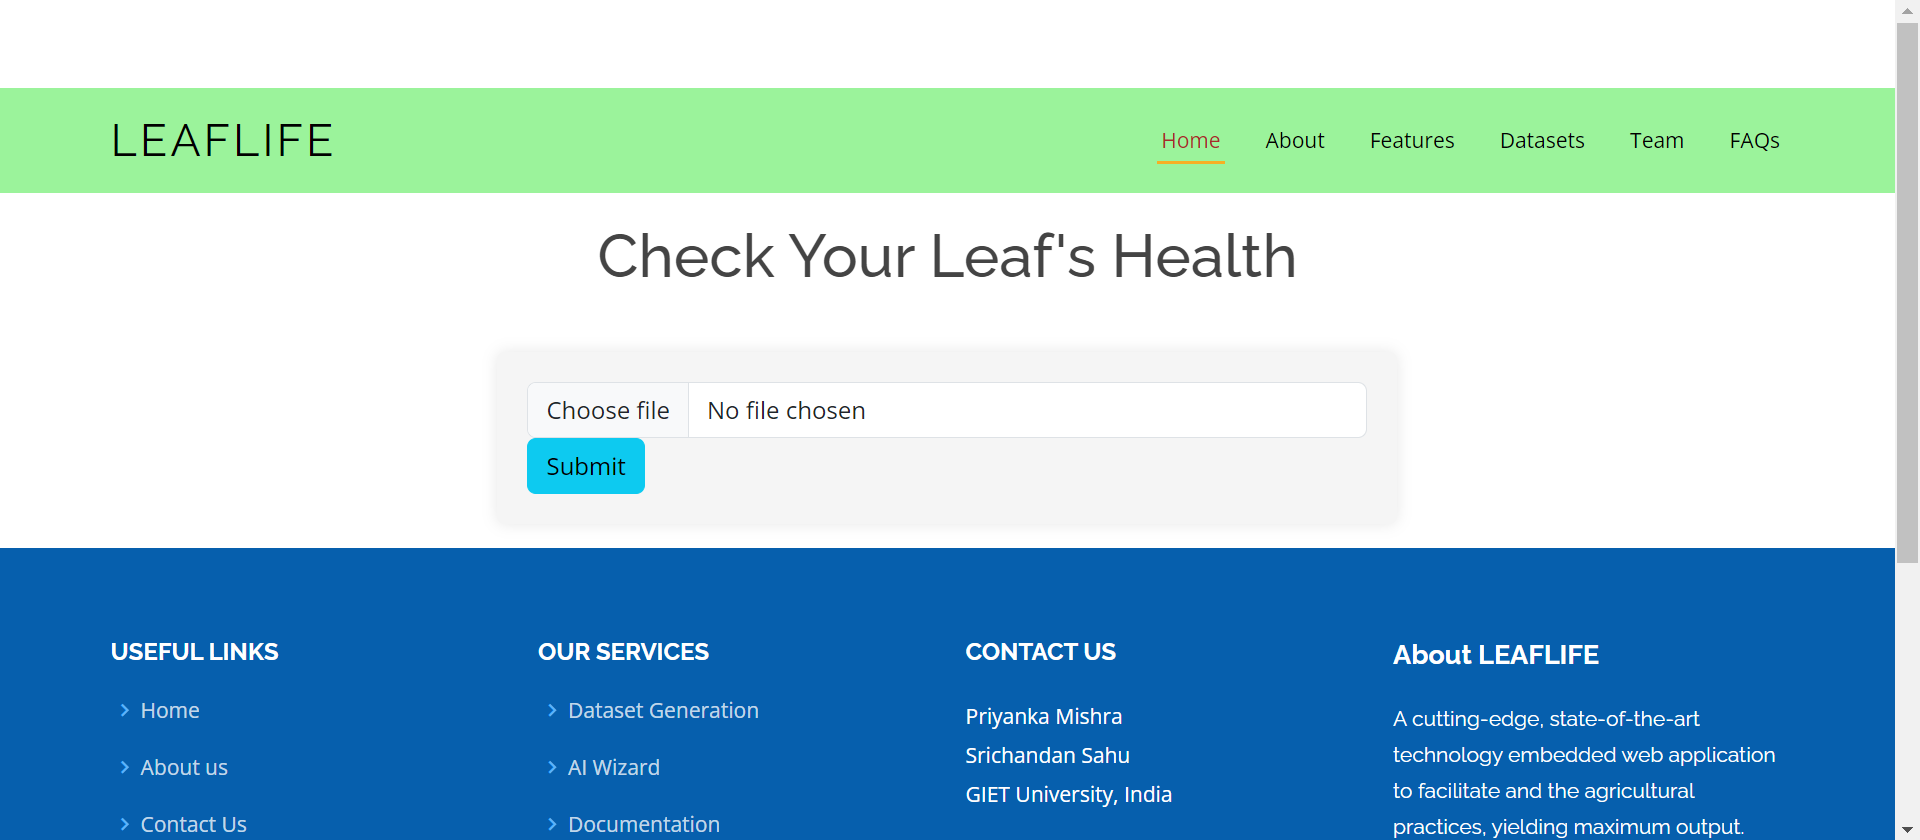 LEAFLIFE
Home About Features Datasets Team FAQs
Check Your Leaf's Health
Choose file No file chosen
Submit
USEFUL LINKS
Home
About us
Contact Us
OUR SERVICES
Dataset Generation
AI Wizard
Documentation
CONTACT US
Priyanka Mishra
Srichandan Sahu
GIET University, India
About LEAFLIFE
A cutting-edge, state-of-the-art
technology embedded web application
to facilitate and the agricultural
practices, yielding maximum output.